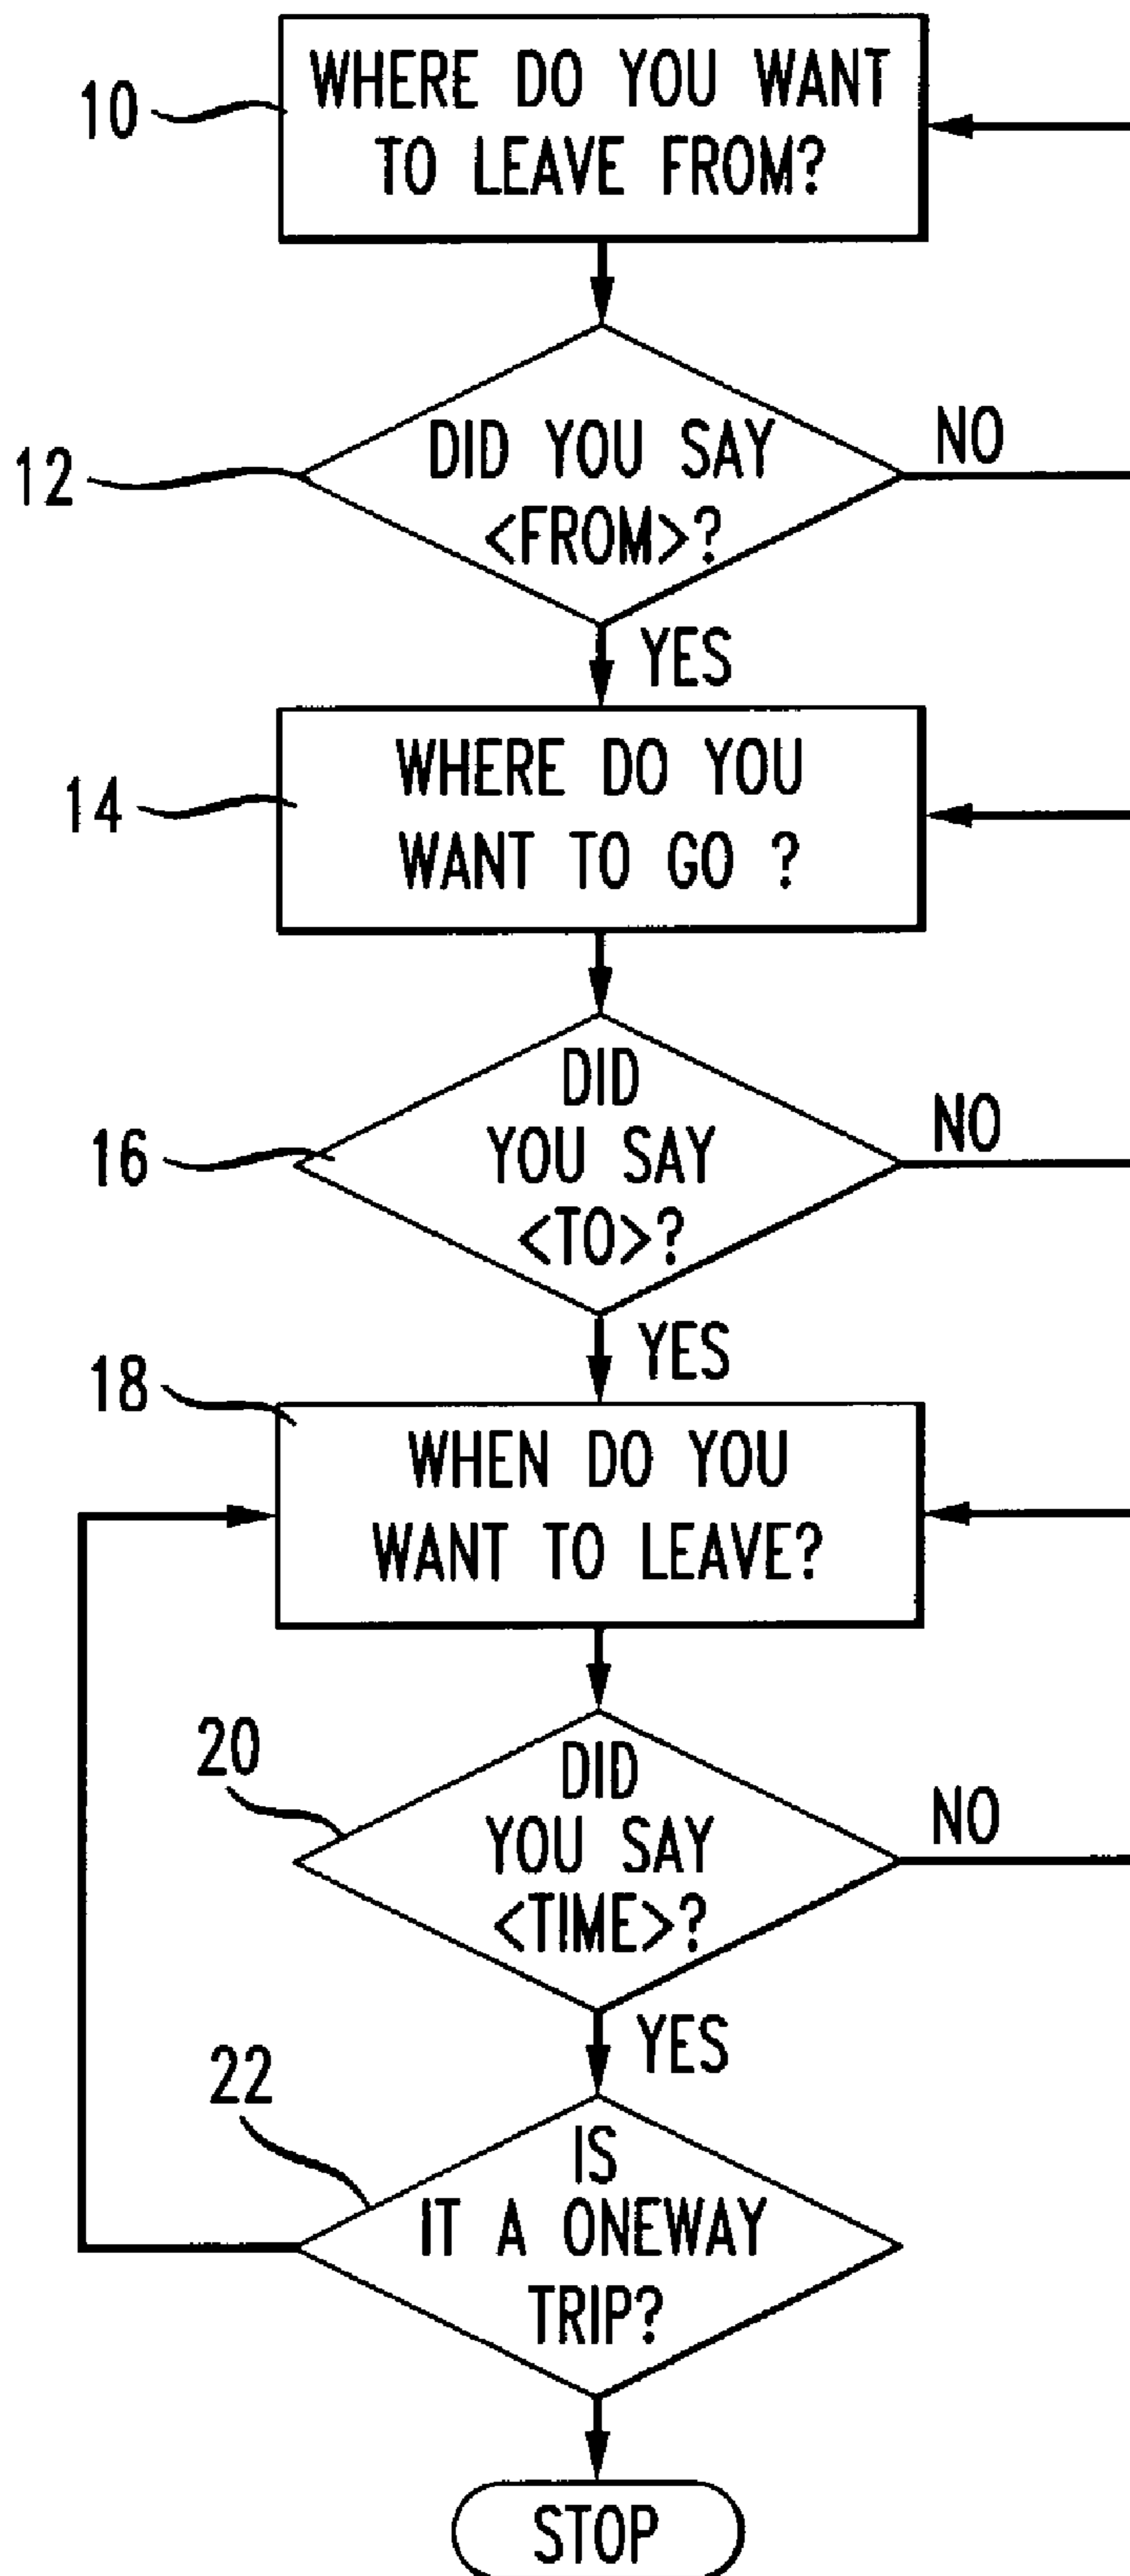 10
WHERE DO YOU WANT
TO LEAVE FROM?
12
DID YOU SAY
<FROM>?
NO
YES
14
WHERE DO YOU
WANT TO GO ?
16
DID
YOU SAY
<TO>?
NO
YES
18
WHEN DO YOU
WANT TO LEAVE?
20
DID
YOU SAY
<TIME>?
NO
YES
22
IS
IT A ONEWAY
TRIP?
STOP